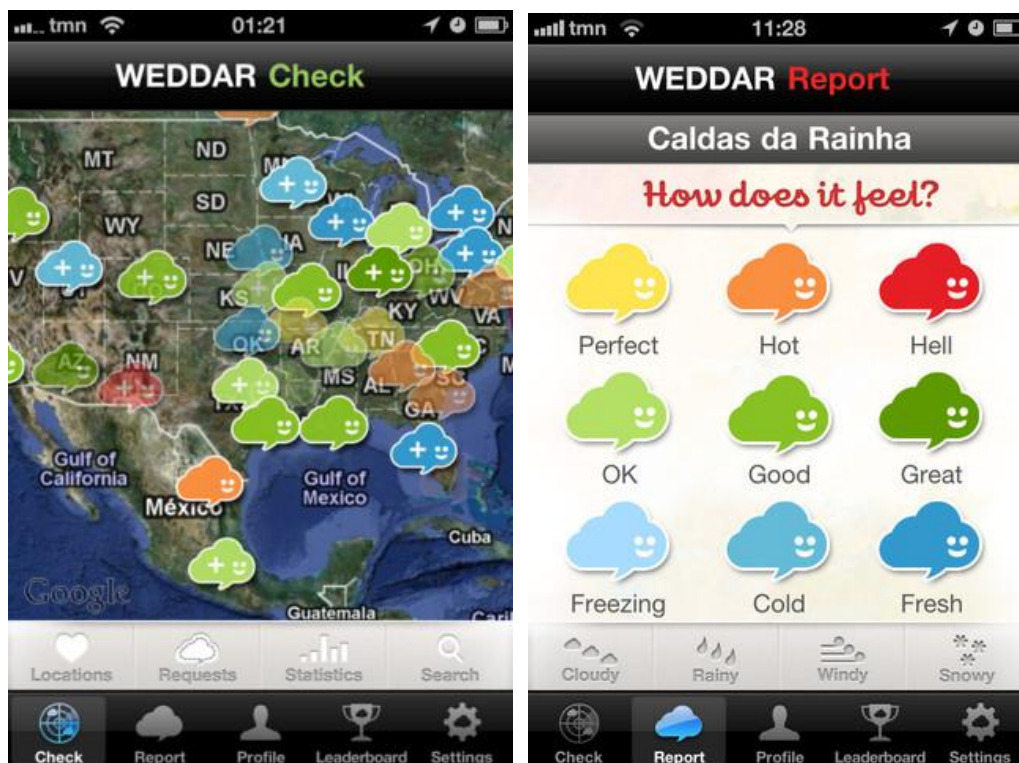 tmn 01:21
WEDDAR Check
MT
ND
SD
WY
NE
IA
KS
IL
OH
WV
KY
VA
OK
AR
TN
AZ
NM
MS
AL
SC
GA
TX
Gulf of
California
Gulf of
Mexico
México
Cuba
Google
Guatemala
Locations Requests Statistics Search
Check Report Profile Leaderboard Settings
tmn 11:28
WEDDAR Report
Caldas da Rainha
How does it feel?
Perfect Hot Hell
OK Good Great
Freezing Cold Fresh
Cloudy Rainy Windy Snowy
Check Report Profile Leaderboard Settings